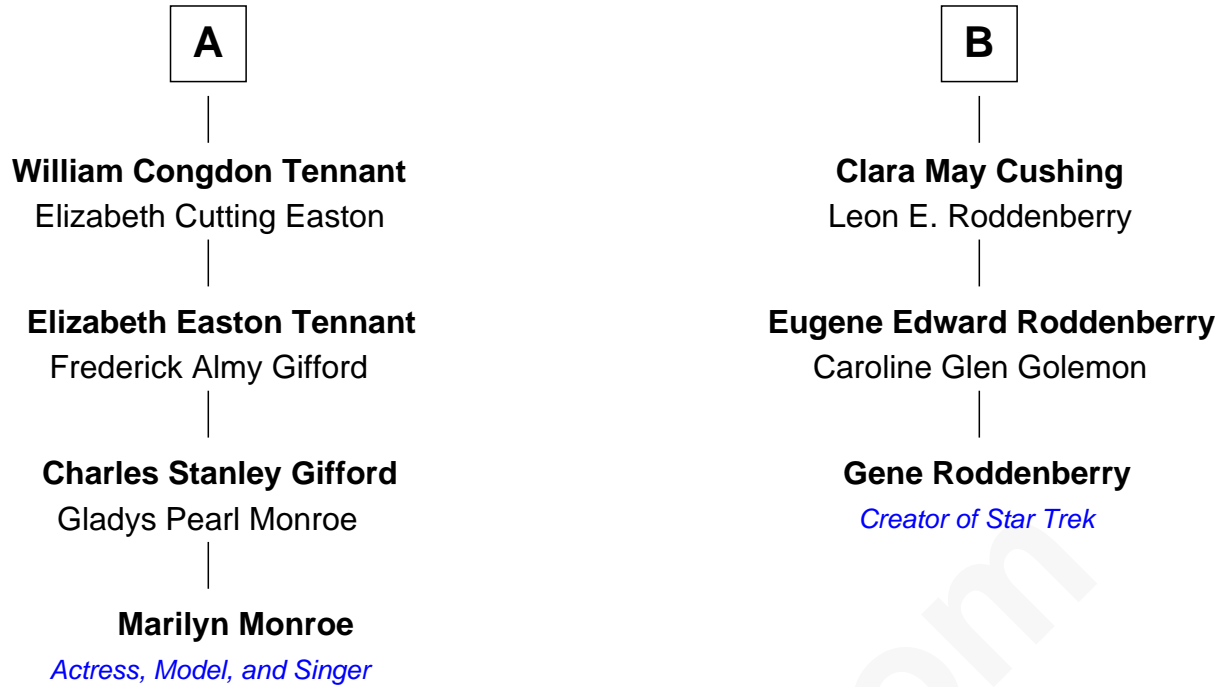 A
William Congdon Tennant
Elizabeth Cutting Easton
Elizabeth Easton Tennant
Frederick Almy Gifford
Charles Stanley Gifford
Gladys Pearl Monroe
Marilyn Monroe
Actress, Model, and Singer
B
Clara May Cushing
Leon E. Roddenberry
Eugene Edward Roddenberry
Caroline Glen Golemon
Gene Roddenberry
Creator of Star Trek
om